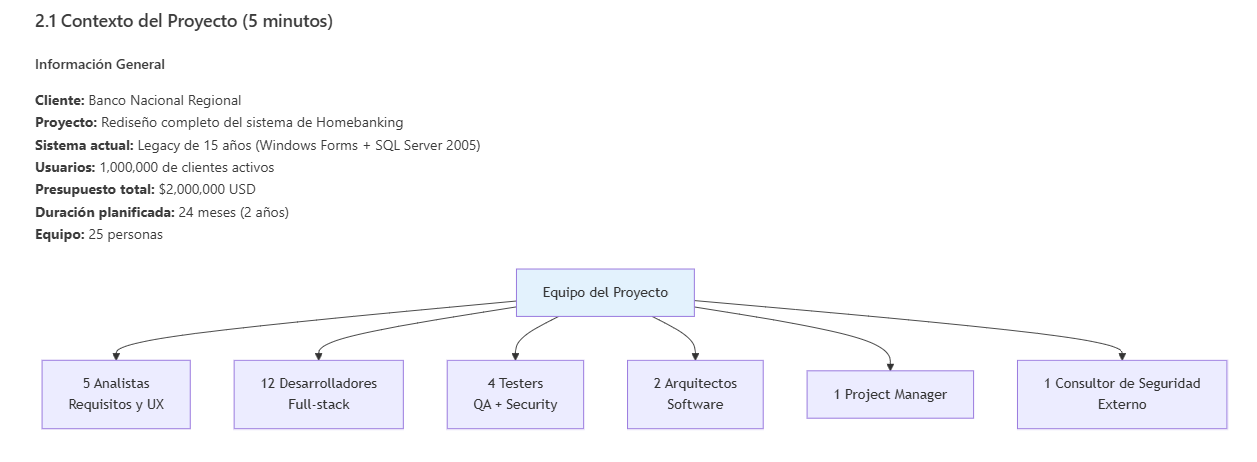 2.1 Contexto del Proyecto (5 minutos)
Información General
Cliente: Banco Nacional Regional
Proyecto: Rediseño completo del sistema de Homebanking
Sistema actual: Legacy de 15 años (Windows Forms + SQL Server 2005)
Usuarios: 1,000,000 de clientes activos
Presupuesto total: $2,000,000 USD
Duración planificada: 24 meses (2 años)
Equipo: 25 personas
Equipo del Proyecto
5 Analistas
Requisitos y UX
12 Desarrolladores
Full-stack
4 Testers
QA + Security
2 Arquitectos
Software
1 Project Manager
1 Consultor de Seguridad
Externo